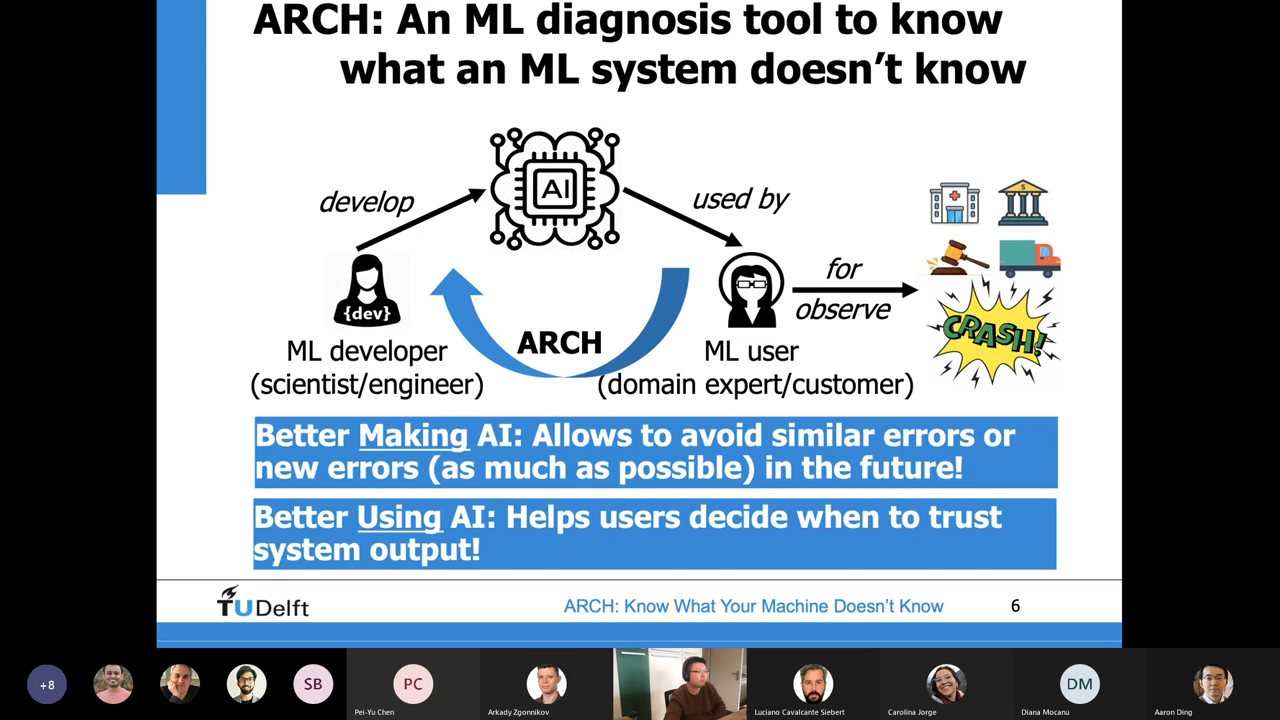 ARCH: An ML diagnosis tool to know
what an ML system doesn't know
AI
develop
used by
for
observe
{dev}
CRASH!
ARCH
ML developer
(scientist/engineer)
ML user
(domain expert/customer)
Better Making AI: Allows to avoid similar errors or
new errors (as much as possible) in the future!
Better Using AI: Helps users decide when to trust
system output!
TUDelft
ARCH: Know What Your Machine Doesn't Know
6
+8
SB
PC
DM
Pei-Yu Chen
Arkady Zgonnikov
Luciano Cavalcante Siebert
Carolina Jorge
Diana Mocanu
Aaron Ding